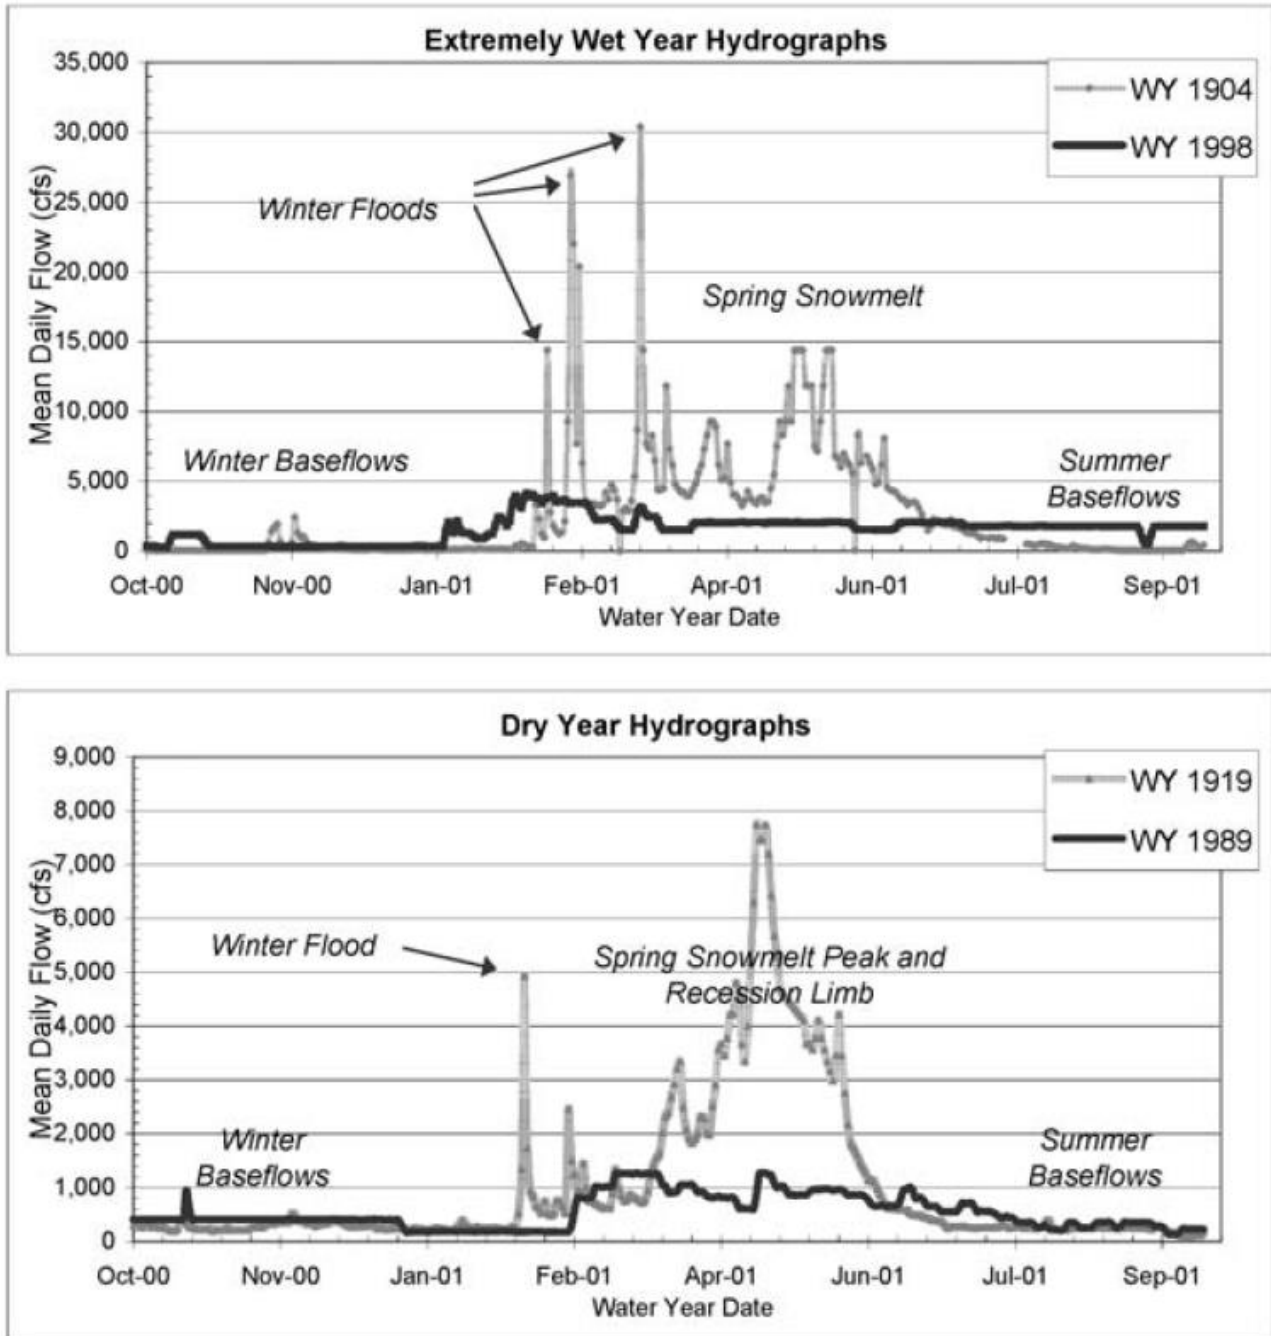 Extremely Wet Year Hydrographs
35,000
30,000
25,000
20,000
15,000
10,000
5,000
0
Mean Daily Flow (cfs)
WY 1904
WY 1998
Winter Floods
Spring Snowmelt
Winter Baseflows
Summer
Baseflows
Oct-00 Nov-00 Jan-01 Feb-01 Apr-01 Jun-01 Jul-01 Sep-01
Water Year Date
Dry Year Hydrographs
9,000
8,000
7,000
6,000
5,000
4,000
3,000
2,000
1,000
0
Mean Daily Flow (cfs)
WY 1919
WY 1989
Winter Flood
Spring Snowmelt Peak and
Recession Limb
Winter
Baseflows
Summer
Baseflows
Oct-00 Nov-00 Jan-01 Feb-01 Apr-01 Jun-01 Jul-01 Sep-01
Water Year Date